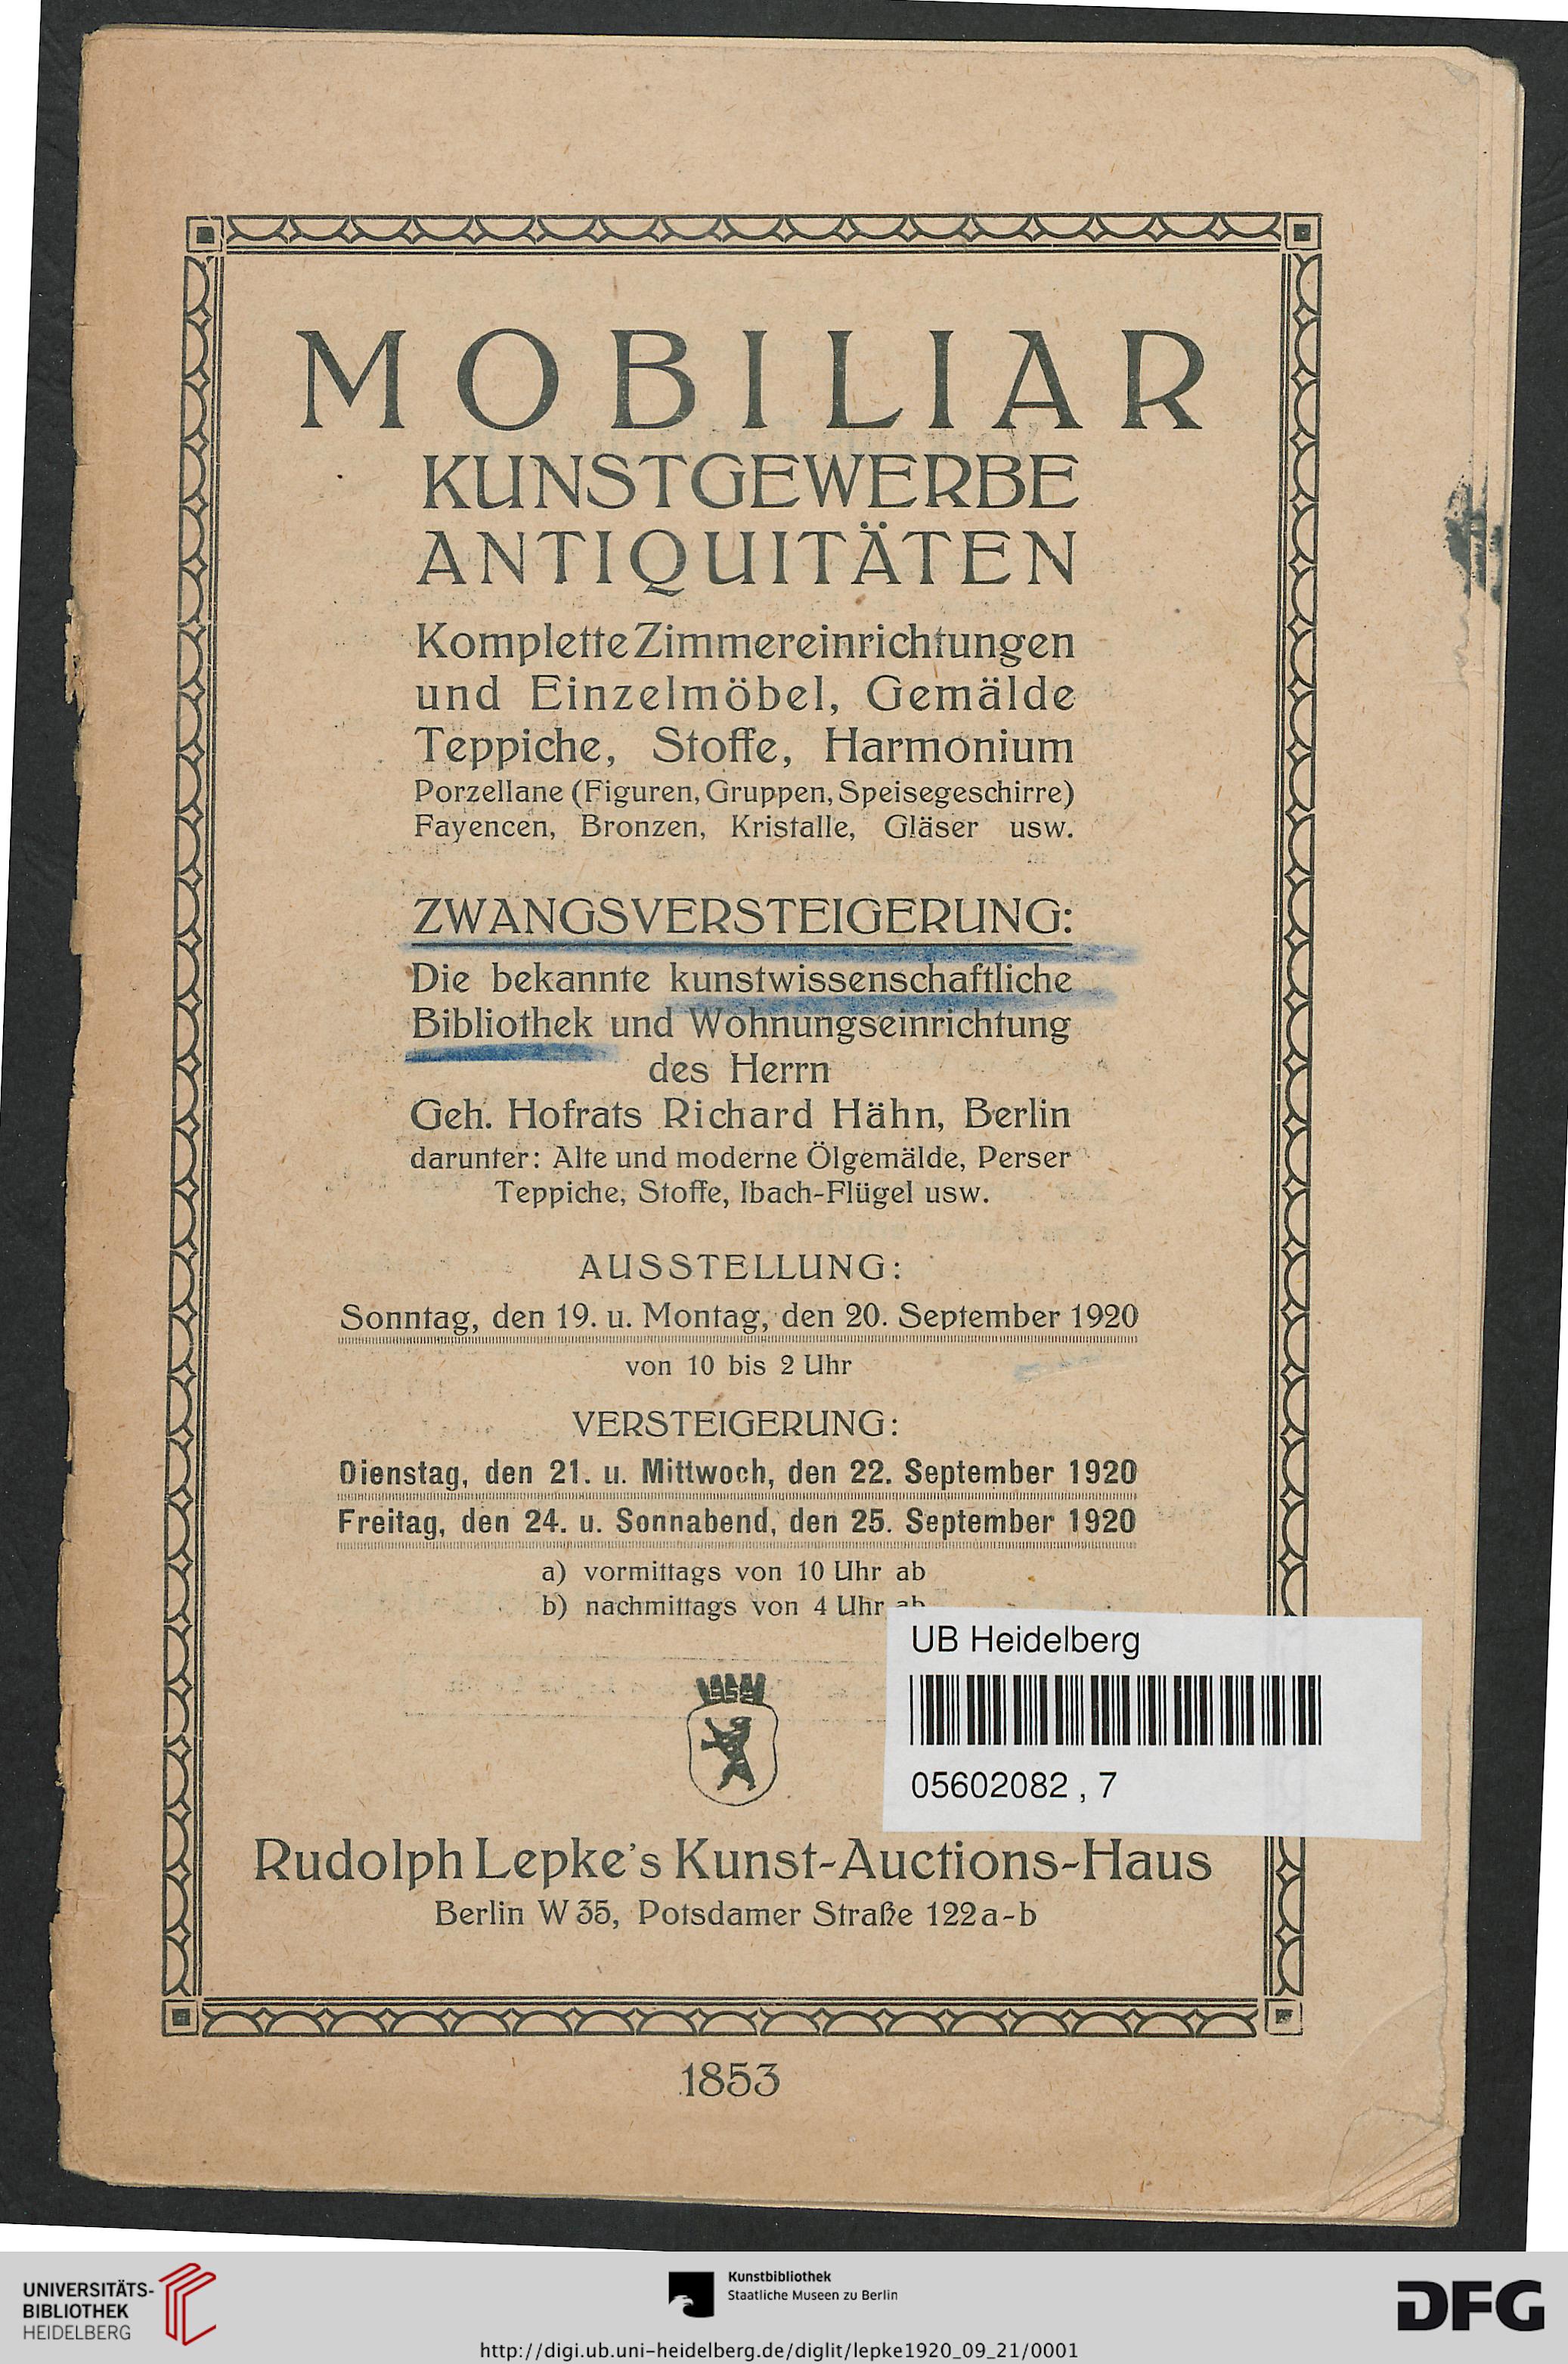 MOBILIAR
KUNSTGEWERBE
ANTIQUITÄTEN
Komplette Zimmereinrichtungen
und Einzelmöbel, Gemälde
Teppiche, Stoffe, Harmonium
Porzellane (Figuren, Gruppen, Speisegeschirre)
Fayencen, Bronzen, Kristalle, Gläser usw.
ZWANGSVERSTEIGERUNG:
Die bekannte kunstwissenschaftliche
Bibliothek und Wohnungseinrichtung
des Herrn
Geh. Hofrats Richard Hähn, Berlin
darunter: Alte und moderne Ölgemälde, Perser
Teppiche, Stoffe, Ibach-Flügel usw.
AUSSTELLUNG:
Sonntag, den 19. u. Montag, den 20. September 1920
von 10 bis 2 Uhr
VERSTEIGERUNG:
Dienstag, den 21. u. Mittwoch, den 22. September 1920
Freitag, den 24. u. Sonnabend, den 25. September 1920
a) vormittags von 10 Uhr ab
b) nachmittags von 4 Uhr ab
UB Heidelberg
05602082 , 7
Rudolph Lepke's Kunst-Auctions-Haus
Berlin W 35, Potsdamer Straße 122 a-b
1853
UNIVERSITÄTS-
BIBLIOTHEK
HEIDELBERG
Kunstbibliothek
Staatliche Museen zu Berlin
DFG
http://digi.ub.uni-heidelberg.de/diglit/lepke1920_09_21/0001